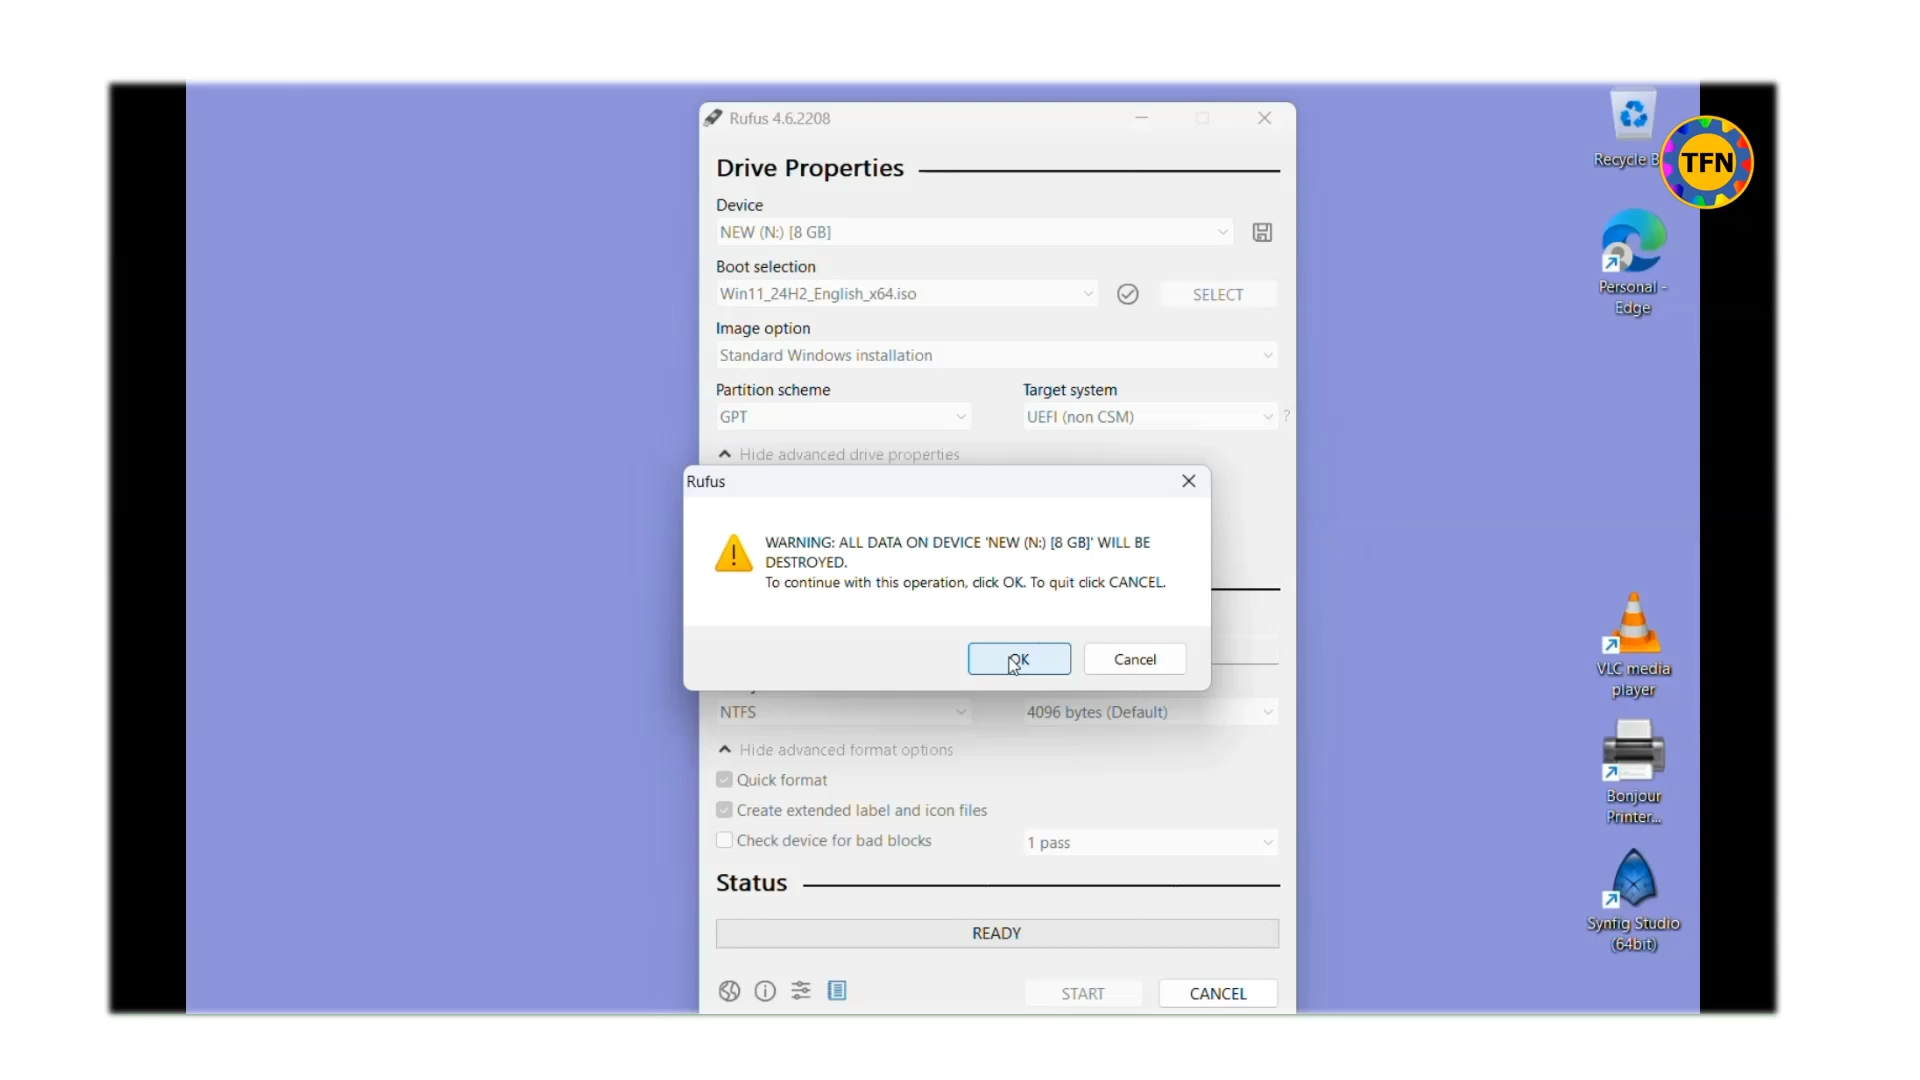 Rufus 4.6.2208
Drive Properties
Device
NEW (N:) [8 GB]
Boot selection
Win11_24H2_English_x64.iso
SELECT
Image option
Standard Windows installation
Partition scheme
Target system
GPT
UEFI (non CSM)
?
Hide advanced drive properties
Rufus
WARNING: ALL DATA ON DEVICE 'NEW (N:) [8 GB]' WILL BE
DESTROYED.
To continue with this operation, click OK. To quit click CANCEL.
OK
Cancel
NTFS
4096 bytes (Default)
Hide advanced format options
Quick format
Create extended label and icon files
Check device for bad blocks
1 pass
Status
READY
START
CANCEL
Recycle B
TFN
Personal -
Edge
VLC media
player
Bonjour
Printer...
Synfig Studio
(64bit)